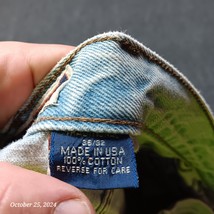 36/32
MADE IN USA
100% COTTON
REVERSE FOR CARE
October 25, 2024